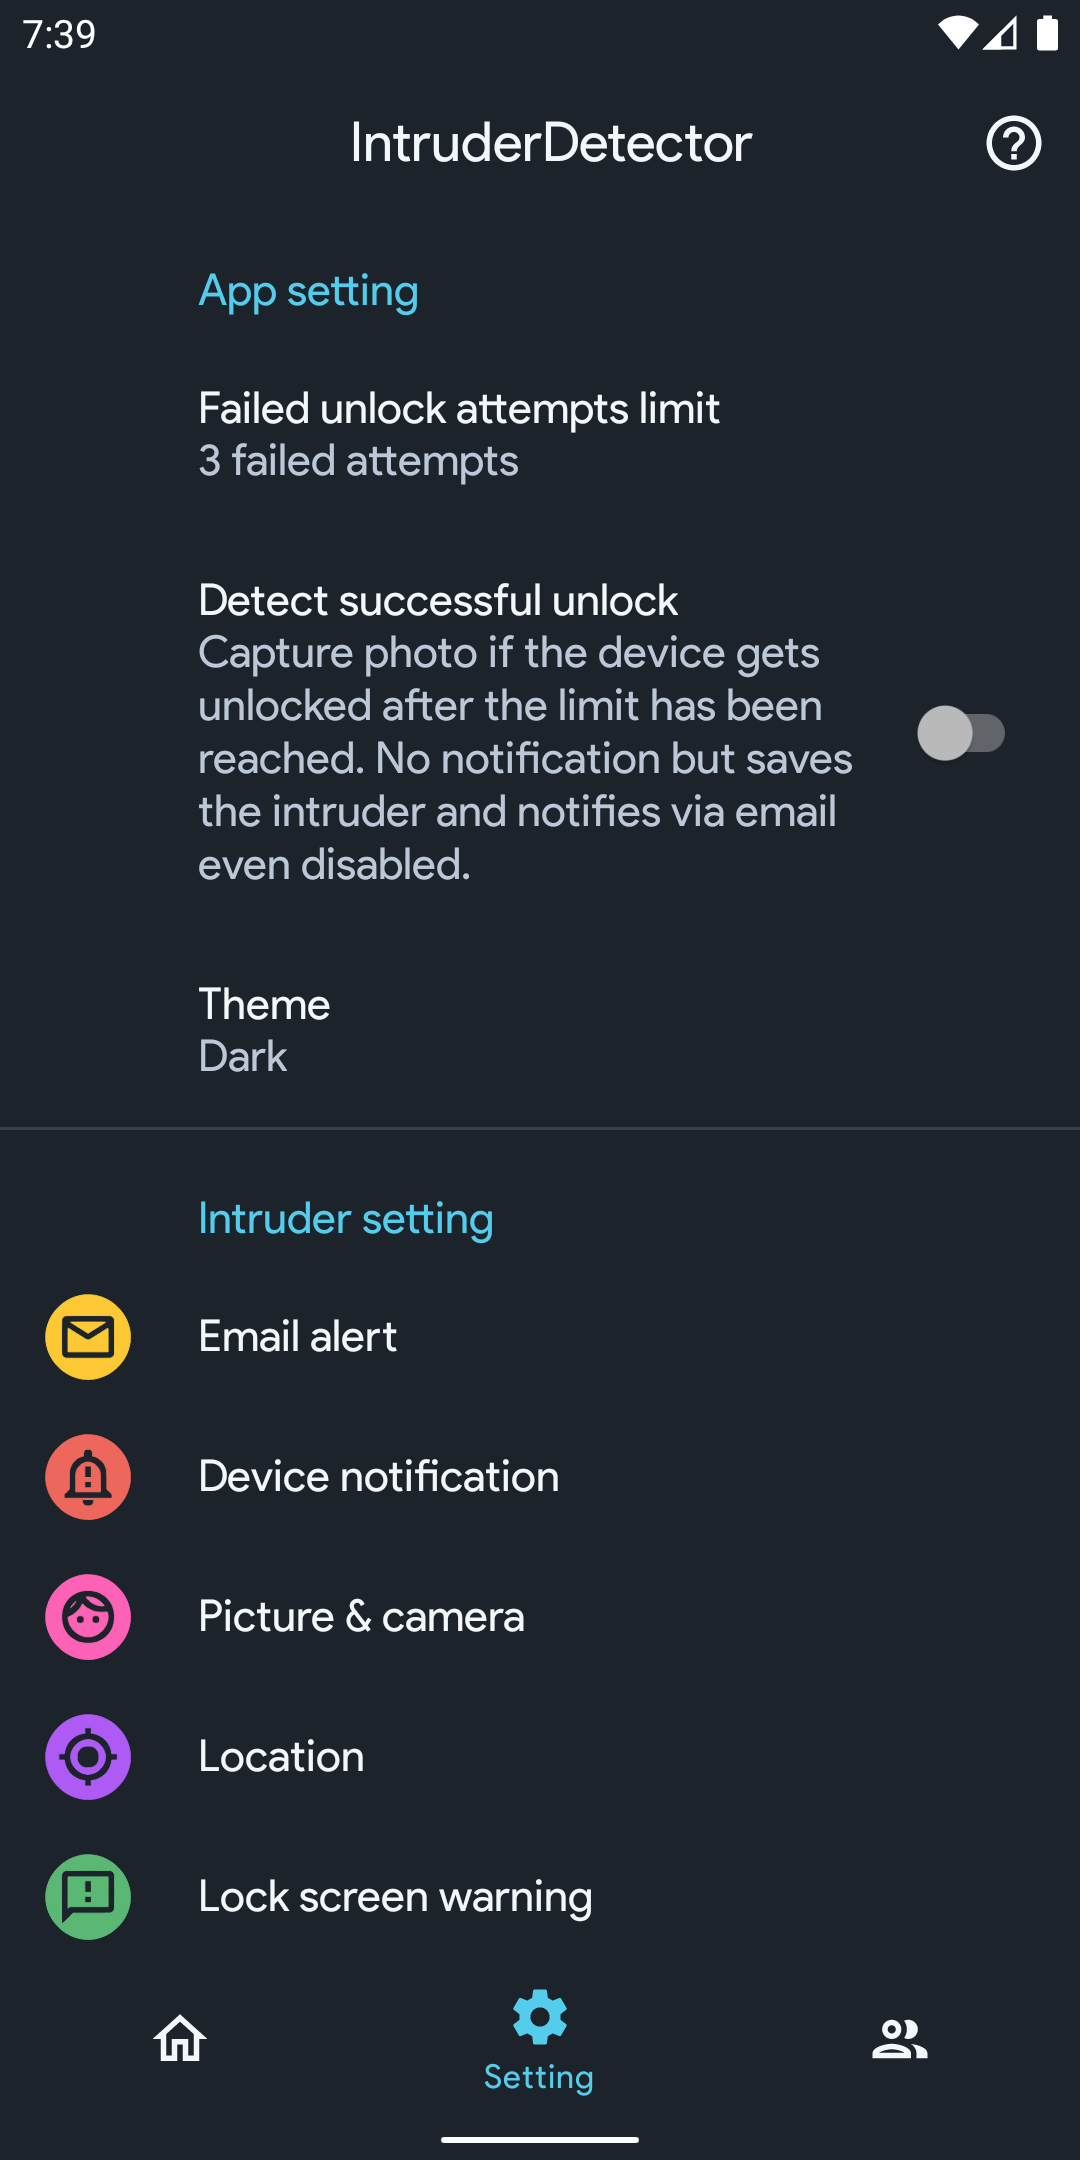 7:39
IntruderDetector
App setting
Failed unlock attempts limit
3 failed attempts
Detect successful unlock
Capture photo if the device gets
unlocked after the limit has been
reached. No notification but saves
the intruder and notifies via email
even disabled.
Theme
Dark
Intruder setting
Email alert
Device notification
Picture & camera
Location
Lock screen warning
Setting